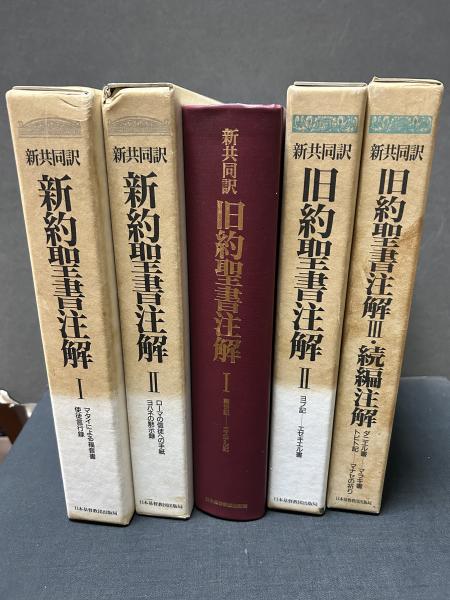 新共同訳
新約聖書注解 Ⅰ
マタイによる福音書
使徒言行録
新共同訳
新約聖書注解 Ⅱ
ローマの信徒への手紙
ヨハネの黙示録
日本基督教団出版局
新共同訳
旧約聖書注解 Ⅰ
創世記―エステル記
日本基督教団出版局
新共同訳
旧約聖書注解 Ⅱ
ヨブ記―エゼキエル書
日本基督教団出版局
新共同訳
旧約聖書注解Ⅲ・続編注解
ダニエル書―マラキ書
トビト記―マナセの祈り
日本基督教団出版局
日本基督教団出版局